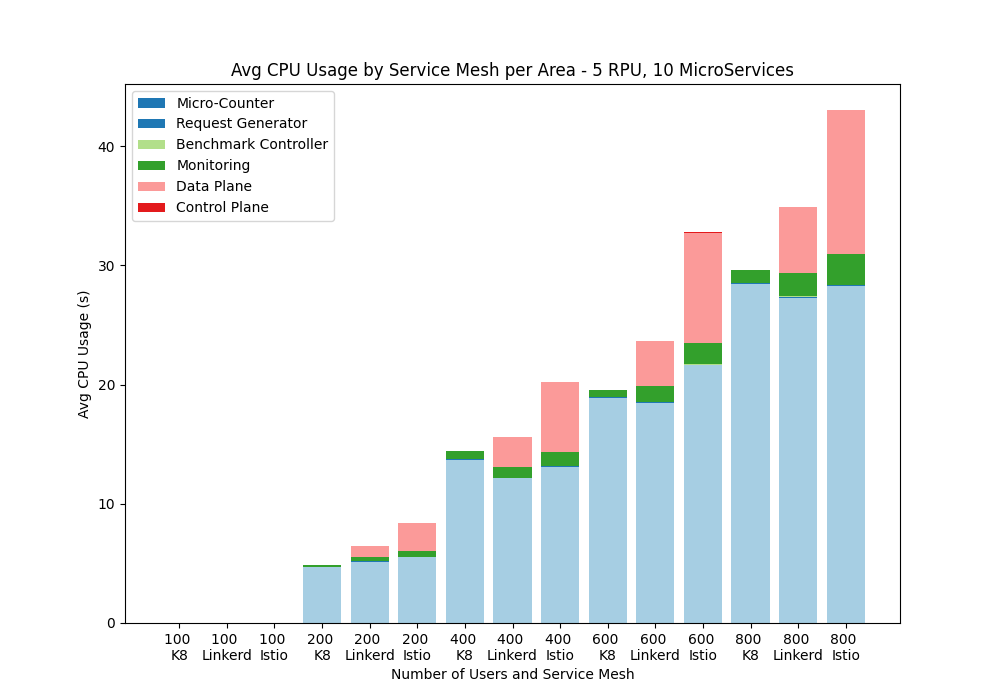 Avg CPU Usage by Service Mesh per Area - 5 RPU, 10 MicroServices
Micro-Counter
Request Generator
Benchmark Controller
Monitoring
Data Plane
Control Plane
Avg CPU Usage (s)
40
30
20
10
0
100 100 100 200 200 200 400 400 400 600 600 600 800 800 800
K8 Linkerd Istio K8 Linkerd Istio K8 Linkerd Istio K8 Linkerd Istio K8 Linkerd Istio
Number of Users and Service Mesh